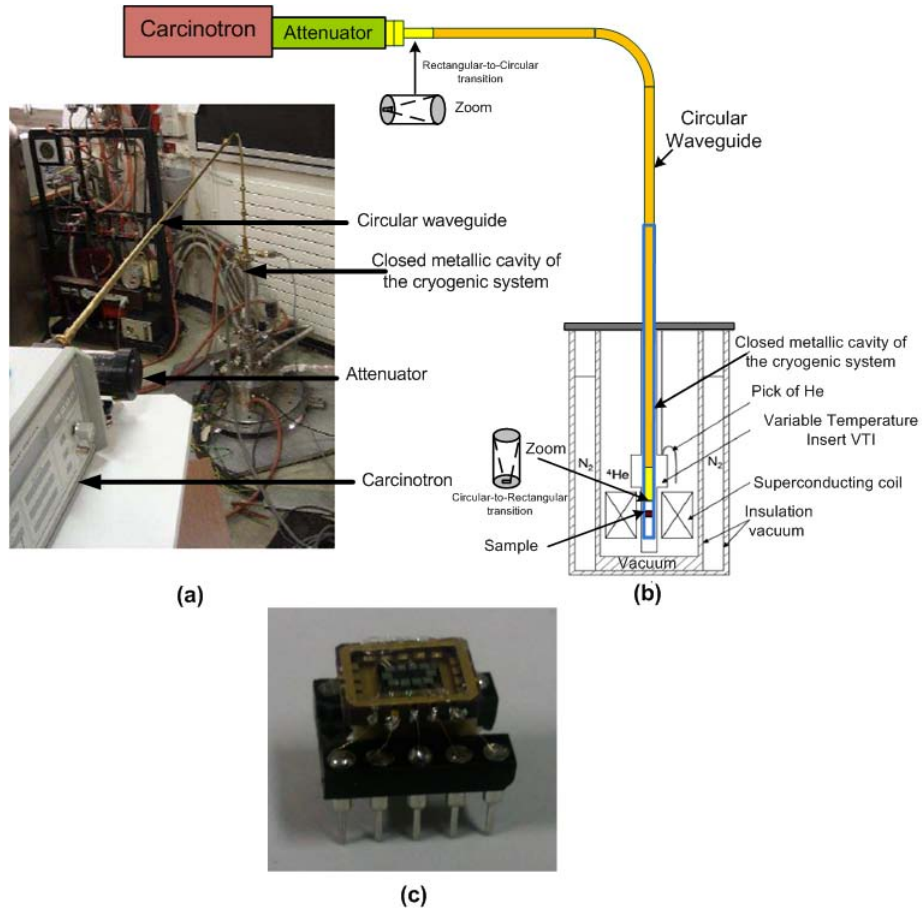 Carcinotron
Attenuator
Rectangular-to-Circular
transition
Zoom
Circular
Waveguide
Circular waveguide
Closed metallic cavity of
the cryogenic system
Attenuator
Carcinotron
(a)
Closed metallic cavity of
the cryogenic system
Pick of He
Variable Temperature
Insert VTI
Zoom
N2
⁴He
N2
Circular-to-Rectangular
transition
Superconducting coil
Insulation
vacuum
Sample
Vacuum
(b)
(c)